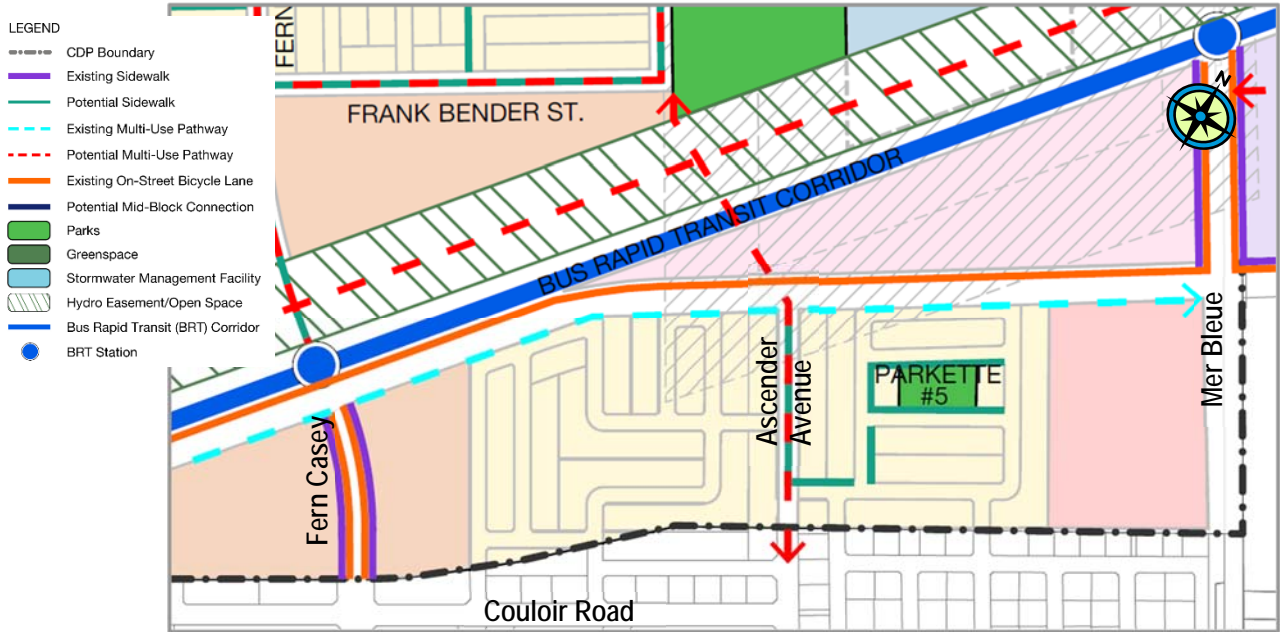 LEGEND
CDP Boundary
Existing Sidewalk
Potential Sidewalk
Existing Multi-Use Pathway
Potential Multi-Use Pathway
Existing On-Street Bicycle Lane
Potential Mid-Block Connection
Parks
Greenspace
Stormwater Management Facility
Hydro Easement/Open Space
Bus Rapid Transit (BRT) Corridor
BRT Station
FERN
FRANK BENDER ST.
N
BUS RAPID TRANSIT CORRIDOR
Mer Bleue
Ascender
Avenue
PARKETTE
#5
Fern Casey
Couloir Road